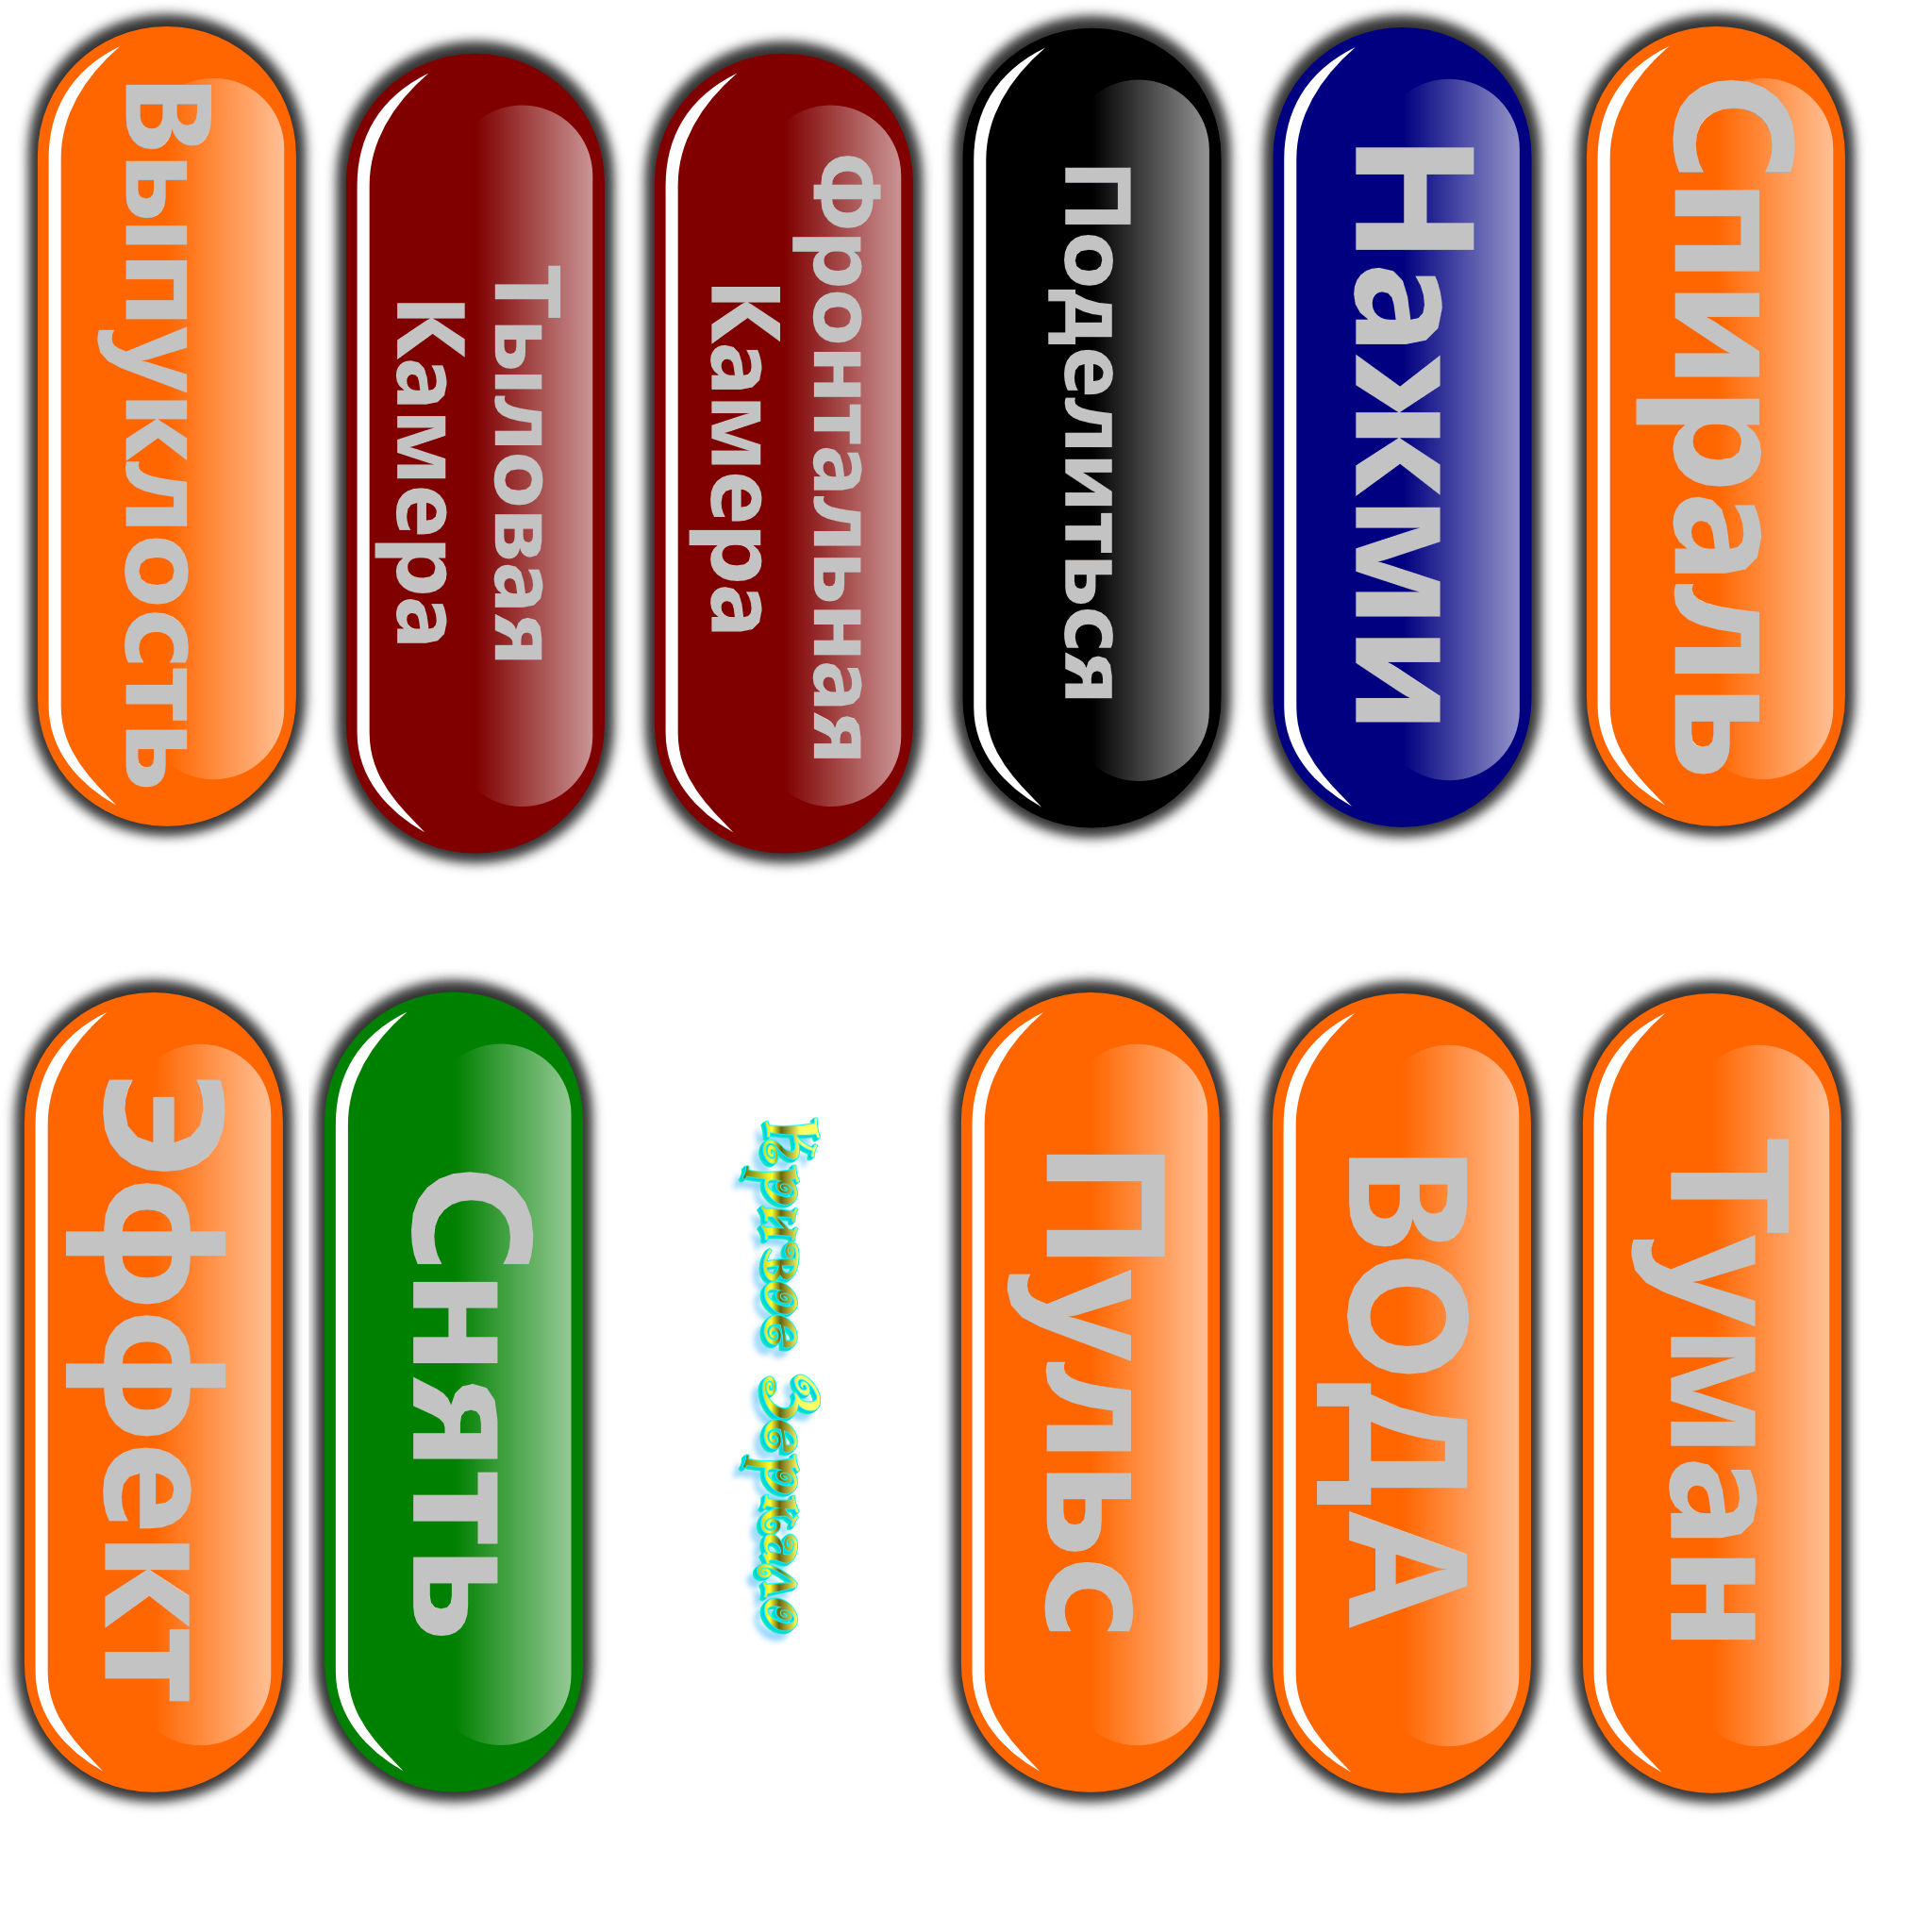 Выпуклость
Тыловая
Камера
Фронтальная
Камера
Поделиться
Нажми
Спираль
Эффект
Снять
Кривое Зеркало
Пульс
ВОДА
Туман